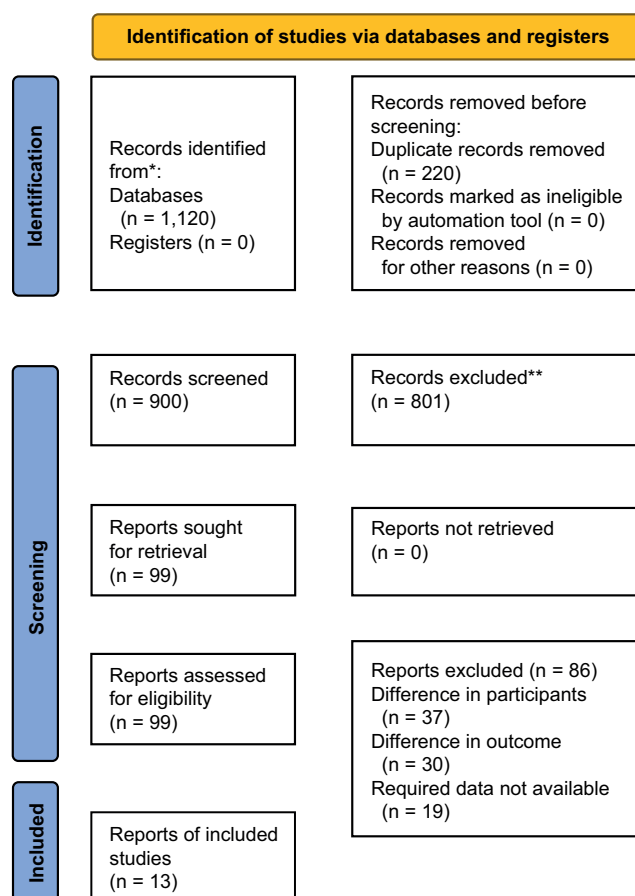 Identification of studies via databases and registers
Identification
Records identified
from*:
Databases
(n = 1,120)
Registers (n = 0)
Records removed before
screening:
Duplicate records removed
(n = 220)
Records marked as ineligible
by automation tool (n = 0)
Records removed
for other reasons (n = 0)
Screening
Records screened
(n = 900)
Records excluded**
(n = 801)
Reports sought
for retrieval
(n = 99)
Reports not retrieved
(n = 0)
Reports assessed
for eligibility
(n = 99)
Reports excluded (n = 86)
Difference in participants
(n = 37)
Difference in outcome
(n = 30)
Required data not available
(n = 19)
Included
Reports of included
studies
(n = 13)